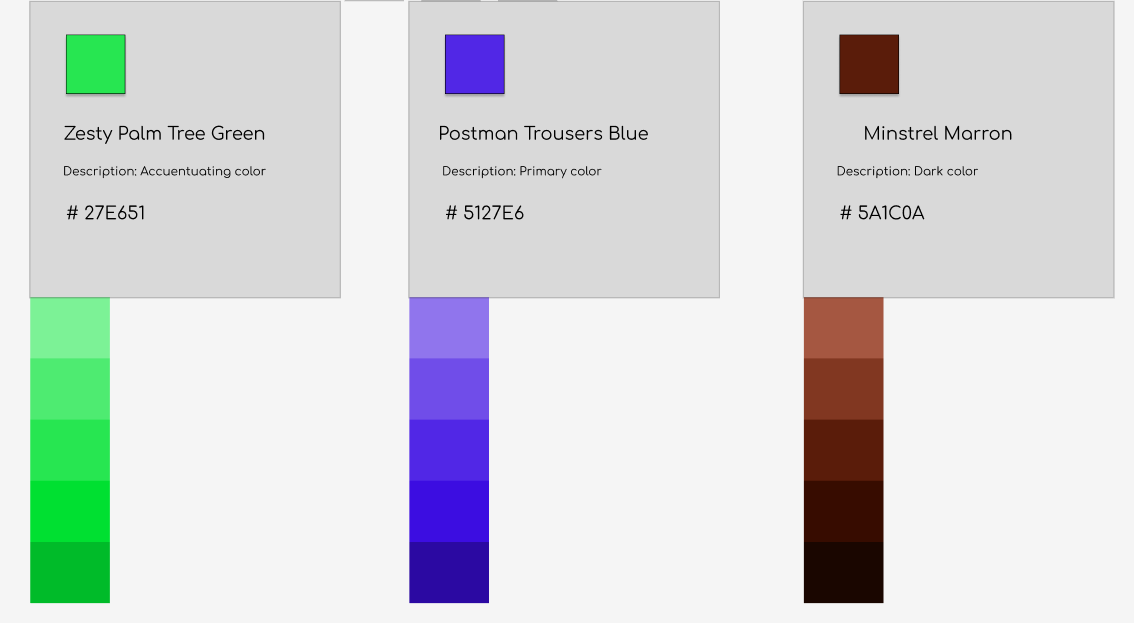 Zesty Palm Tree Green
Description: Accuentuating color
# 27E651
Postman Trousers Blue
Description: Primary color
# 5127E6
Minstrel Marron
Description: Dark color
# 5A1C0A